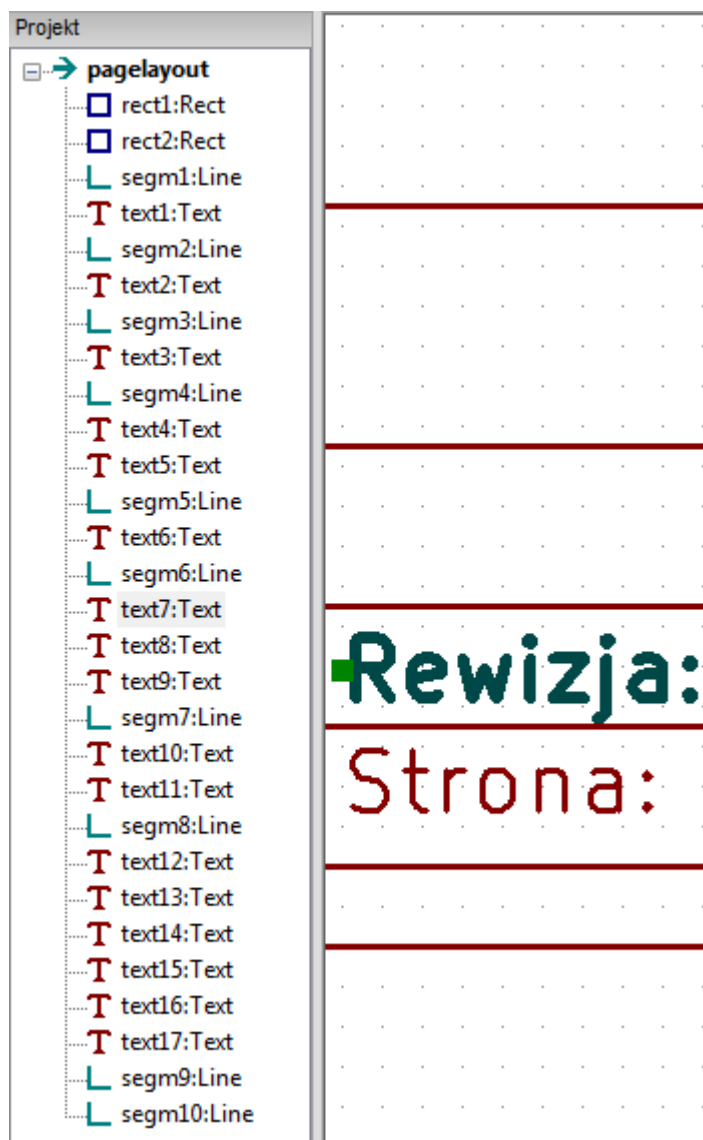 Projekt
pagelayout
rect1:Rect
rect2:Rect
segm1:Line
text1:Text
segm2:Line
text2:Text
segm3:Line
text3:Text
segm4:Line
text4:Text
text5:Text
segm5:Line
text6:Text
segm6:Line
text7:Text
text8:Text
text9:Text
segm7:Line
text10:Text
text11:Text
segm8:Line
text12:Text
text13:Text
text14:Text
text15:Text
text16:Text
text17:Text
segm9:Line
segm10:Line
Rewizja:
Strona: